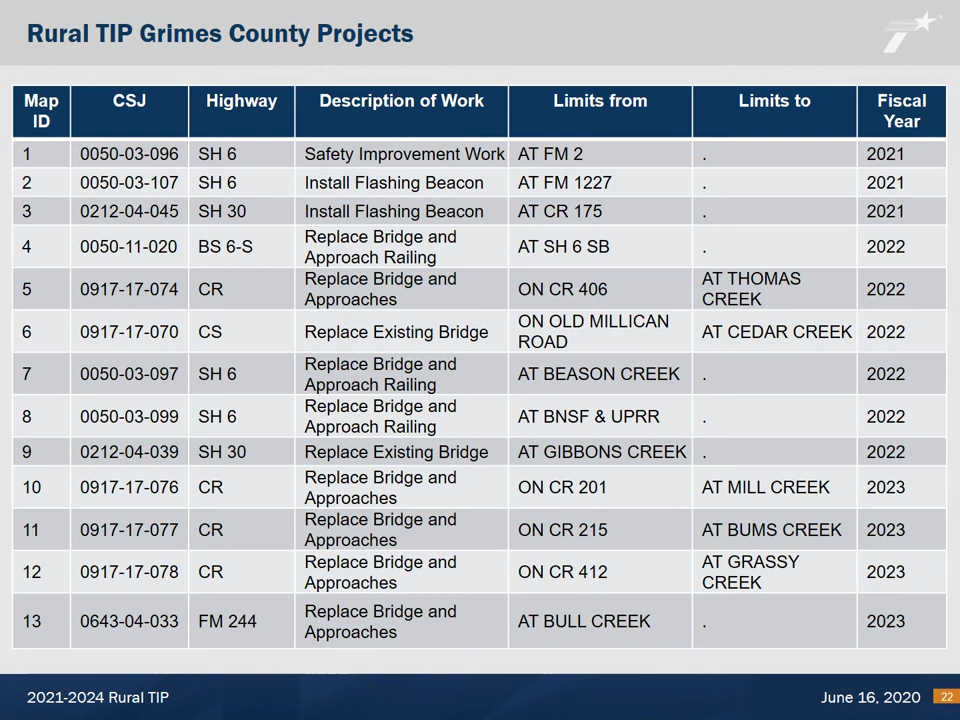 Rural TIP Grimes County Projects
Map ID CSJ Highway Description of Work Limits from Limits to Fiscal Year
1 0050-03-096 SH 6 Safety Improvement Work AT FM 2 . 2021
2 0050-03-107 SH 6 Install Flashing Beacon AT FM 1227 . 2021
3 0212-04-045 SH 30 Install Flashing Beacon AT CR 175 . 2021
4 0050-11-020 BS 6-S Replace Bridge and Approach Railing AT SH 6 SB . 2022
5 0917-17-074 CR Replace Bridge and Approaches ON CR 406 AT THOMAS CREEK 2022
6 0917-17-070 CS Replace Existing Bridge ON OLD MILLICAN ROAD AT CEDAR CREEK 2022
7 0050-03-097 SH 6 Replace Bridge and Approach Railing AT BEASON CREEK . 2022
8 0050-03-099 SH 6 Replace Bridge and Approach Railing AT BNSF & UPRR . 2022
9 0212-04-039 SH 30 Replace Existing Bridge AT GIBBONS CREEK . 2022
10 0917-17-076 CR Replace Bridge and Approaches ON CR 201 AT MILL CREEK 2023
11 0917-17-077 CR Replace Bridge and Approaches ON CR 215 AT BUMS CREEK 2023
12 0917-17-078 CR Replace Bridge and Approaches ON CR 412 AT GRASSY CREEK 2023
13 0643-04-033 FM 244 Replace Bridge and Approaches AT BULL CREEK . 2023
2021-2024 Rural TIP June 16, 2020 22